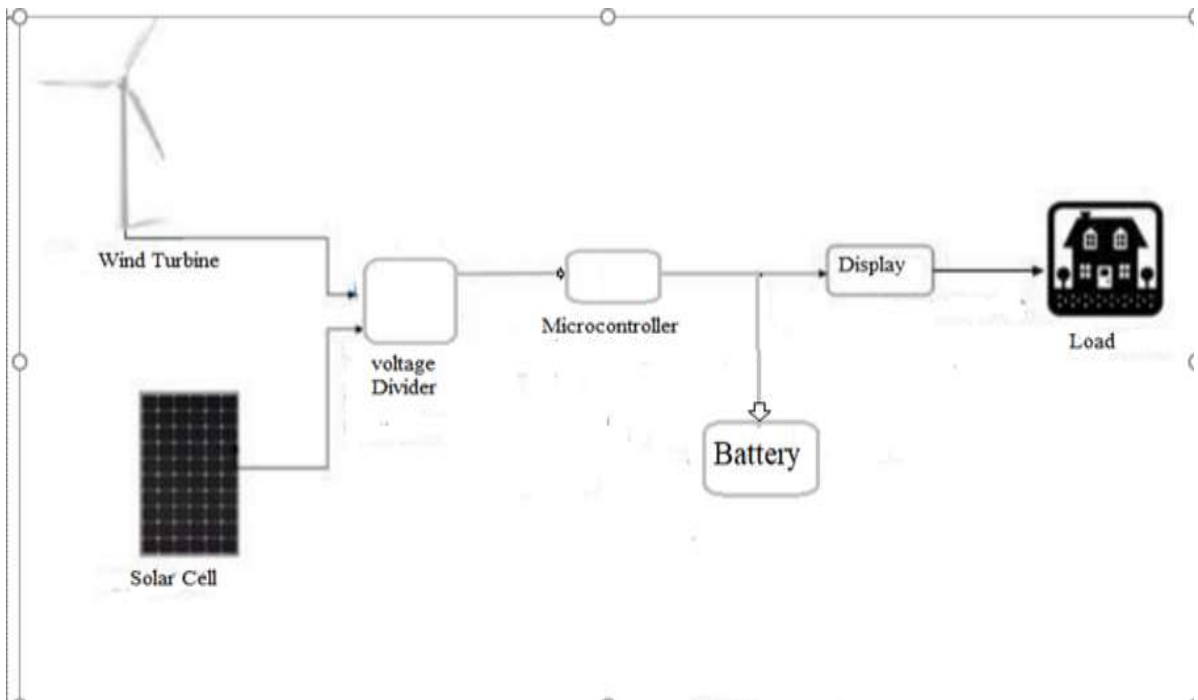 Wind Turbine
Display
Microcontroller
Load
voltage
Divider
Battery
Solar Cell